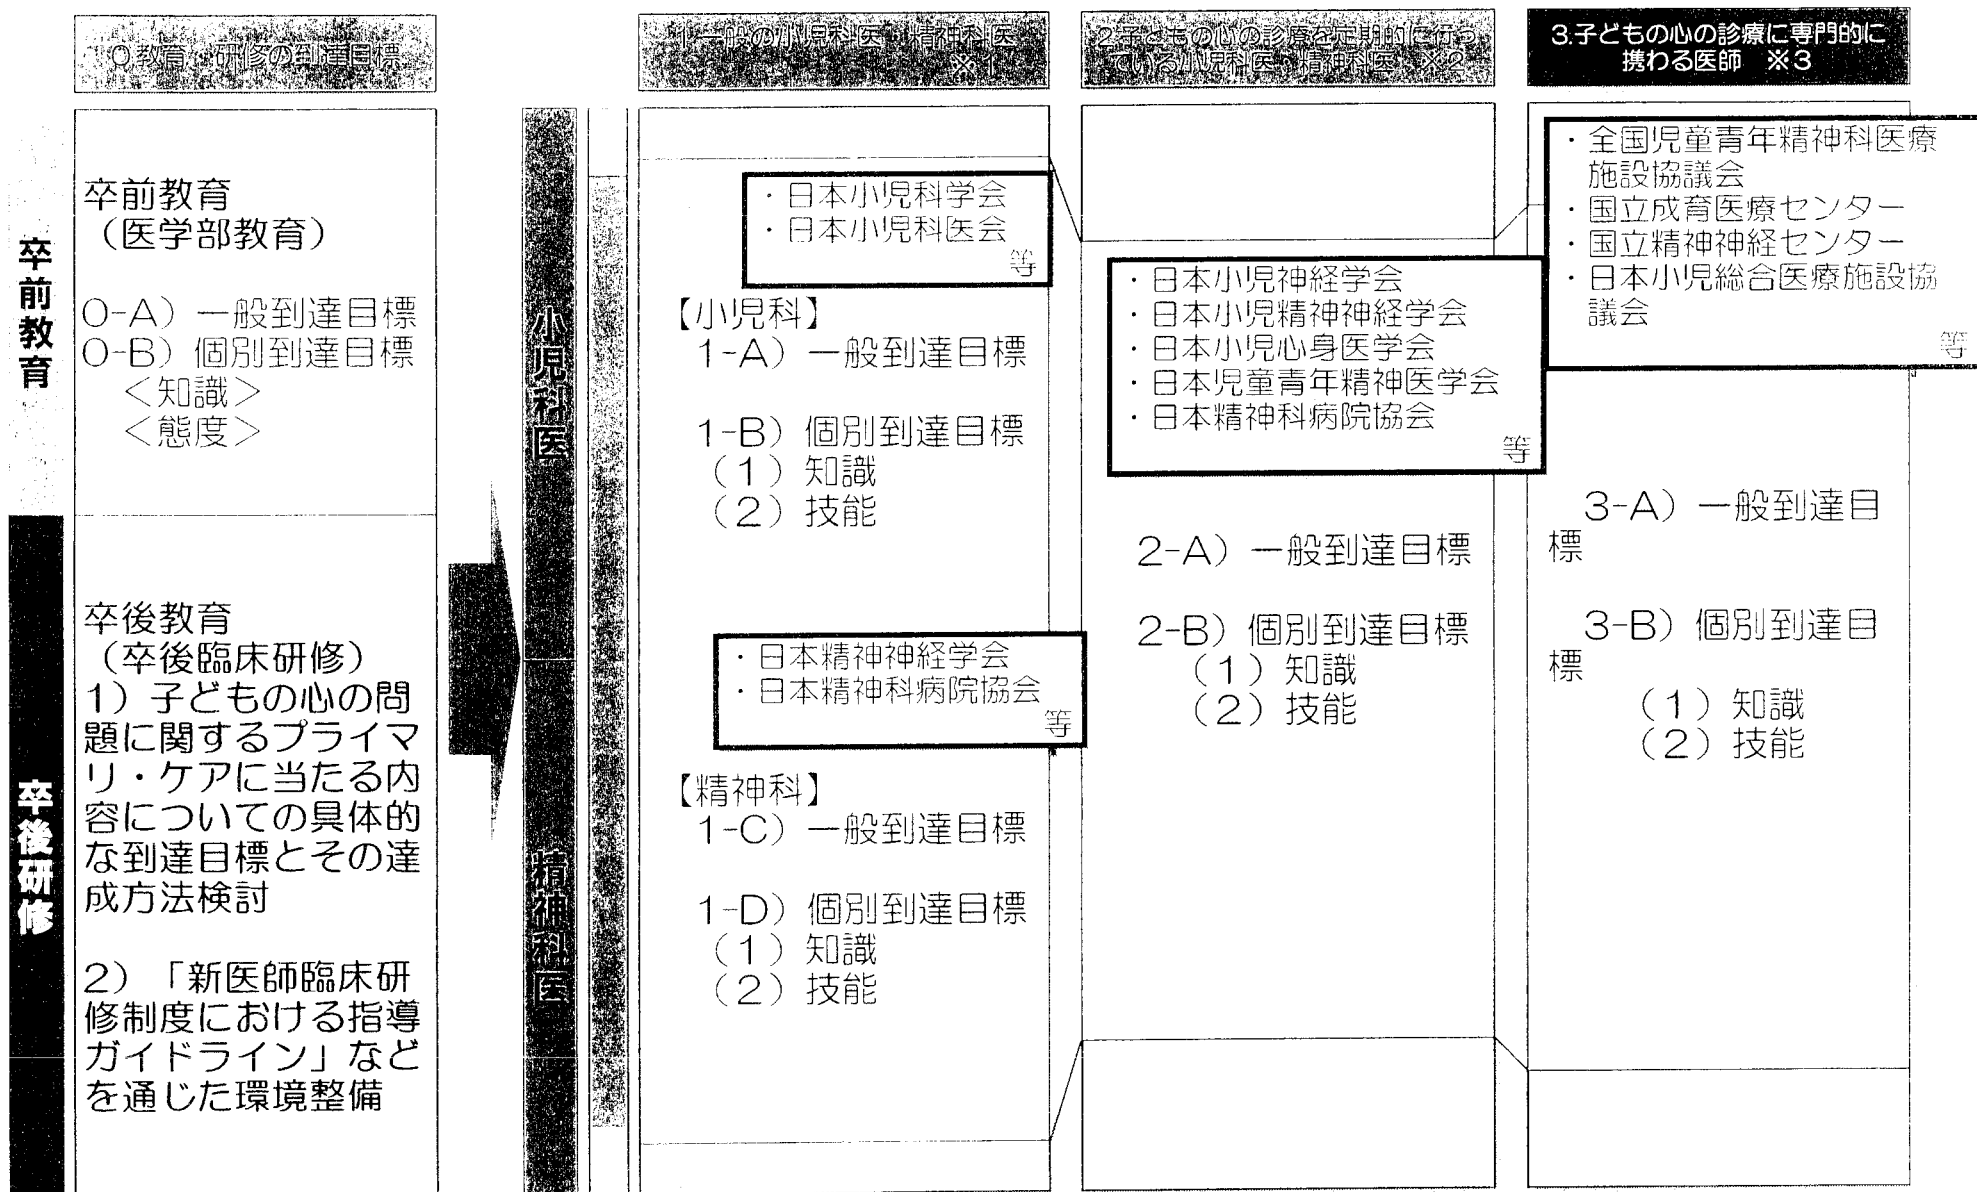 0.教育・研修の到達目標
卒前教育
卒前教育
（医学部教育）
0-A）一般到達目標
0-B）個別到達目標
＜知識＞
＜態度＞
卒後研修
卒後教育
（卒後臨床研修）
1）子どもの心の問
題に関するプライマ
リ・ケアに当たる内
容についての具体的
な到達目標とその達
成方法検討
2）「新医師臨床研
修制度における指導
ガイドライン」など
を通じた環境整備
小児科医
精神科医
1.一般の小児科医・精神科医
※1
・日本小児科学会
・日本小児科医会
等
【小児科】
1-A）一般到達目標
1-B）個別到達目標
（1）知識
（2）技能
・日本精神神経学会
・日本精神科病院協会
等
【精神科】
1-C）一般到達目標
1-D）個別到達目標
（1）知識
（2）技能
2.子どもの心の診療を定期的に行っ
ている小児科医・精神科医 ※2
・日本小児神経学会
・日本小児精神神経学会
・日本小児心身医学会
・日本児童青年精神医学会
・日本精神科病院協会
等
2-A）一般到達目標
2-B）個別到達目標
（1）知識
（2）技能
3.子どもの心の診療に専門的に
携わる医師 ※3
・全国児童青年精神科医療
施設協議会
・国立成育医療センター
・国立精神神経センター
・日本小児総合医療施設協
議会
等
3-A）一般到達目
標
3-B）個別到達目
標
（1）知識
（2）技能